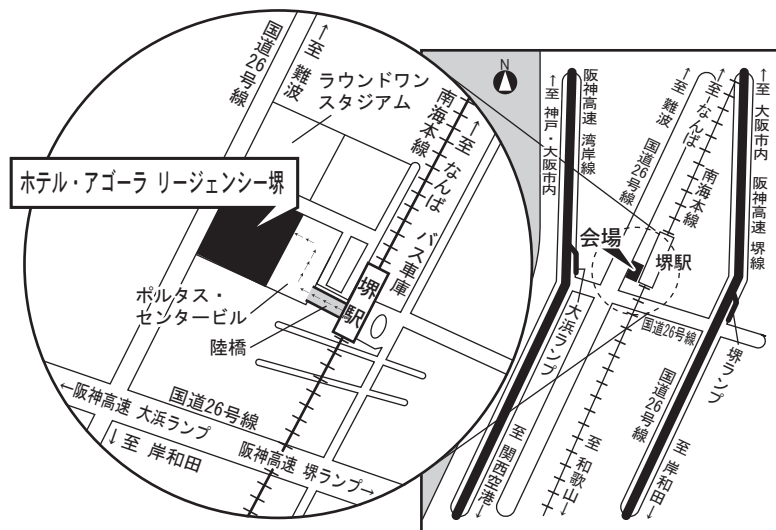 国道26号線
↑至 難波
ラウンドワン
スタジアム
南海本線
↑至 なんば
バス車庫
ホテル・アゴーラ リージェンシー堺
ポルタス・
センタービル
陸橋
堺駅
国道26号線
←阪神高速 大浜ランプ
↓至 岸和田
阪神高速 堺ランプ→
N
←至 神戸・大阪市内
阪神高速 湾岸線
←至 難波
国道26号線
←至 なんば
南海本線
←至 大阪市内
阪神高速 堺線
会場
堺駅
大浜ランプ
国道26号線
堺ランプ
国道26号線
至 関西空港→
至 和歌山→
至 岸和田→